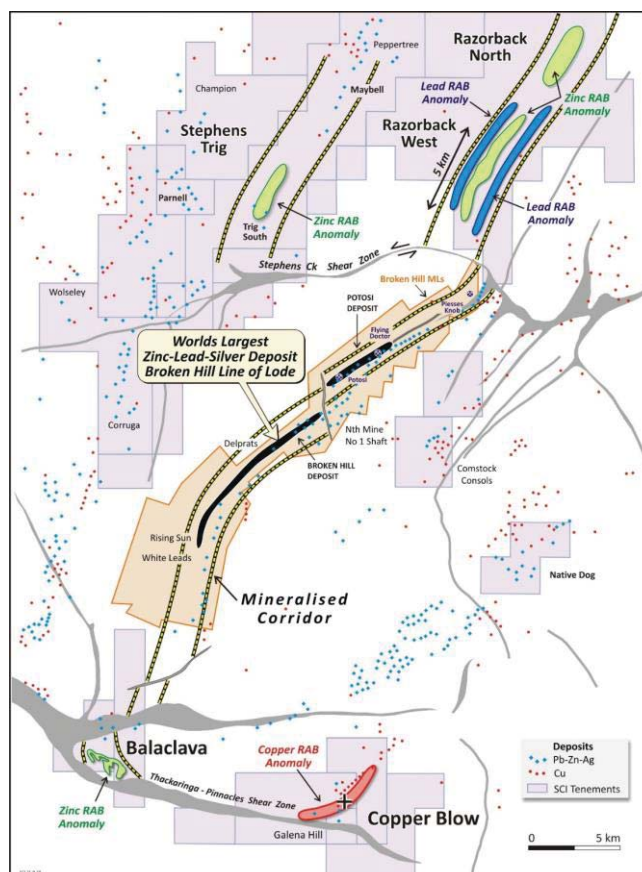 Razorback
North
Peppertree
Maybell
Champion
Lead RAB
Anomaly
Zinc RAB
Anomaly
Stephens
Trig
Razorback
West
5 km
Parnell
Zinc RAB
Anomaly
Lead RAB
Anomaly
Trig
South
Stephens Ck Shear Zone
Wolseley
Broken Hill MLs
POTOSI
DEPOSIT
Piesses
Knob
Flying
Doctor
Worlds Largest
Zinc-Lead-Silver Deposit
Broken Hill Line of Lode
Potosi
Corruga
Delprats
Nth Mine
No 1 Shaft
BROKEN HILL
DEPOSIT
Comstock
Consols
Rising Sun
White Leads
Native Dog
Mineralised
Corridor
Balaclava
Copper RAB
Anomaly
Zinc RAB
Anomaly
Thackaringa - Pinnacles Shear Zone
Copper Blow
Galena Hill
Deposits
Pb-Zn-Ag
Cu
SCI Tenements
0 5 km